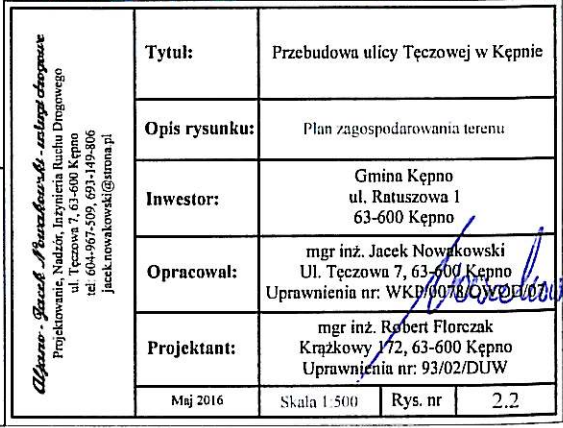 Alpano - Jacek Nowakowski - usługi drogowe
Projektowanie, Nadzór, Inżynieria Ruchu Drogowego
ul. Tęczowa 7, 63-600 Kępno
tel: 604-967-509, 693-149-806
jacek.nowakowski@strona.pl
Tytuł: Przebudowa ulicy Tęczowej w Kępnie
Opis rysunku: Plan zagospodarowania terenu
Inwestor: Gmina Kępno
ul. Ratuszowa 1
63-600 Kępno
Opracował: mgr inż. Jacek Nowakowski
Ul. Tęczowa 7, 63-600 Kępno
Uprawnienia nr: WKP/0078/OWOD/07
Projektant: mgr inż. Robert Florczak
Krążkowy 172, 63-600 Kępno
Uprawnienia nr: 93/02/DUW
Maj 2016 Skala 1:500 Rys. nr 2.2